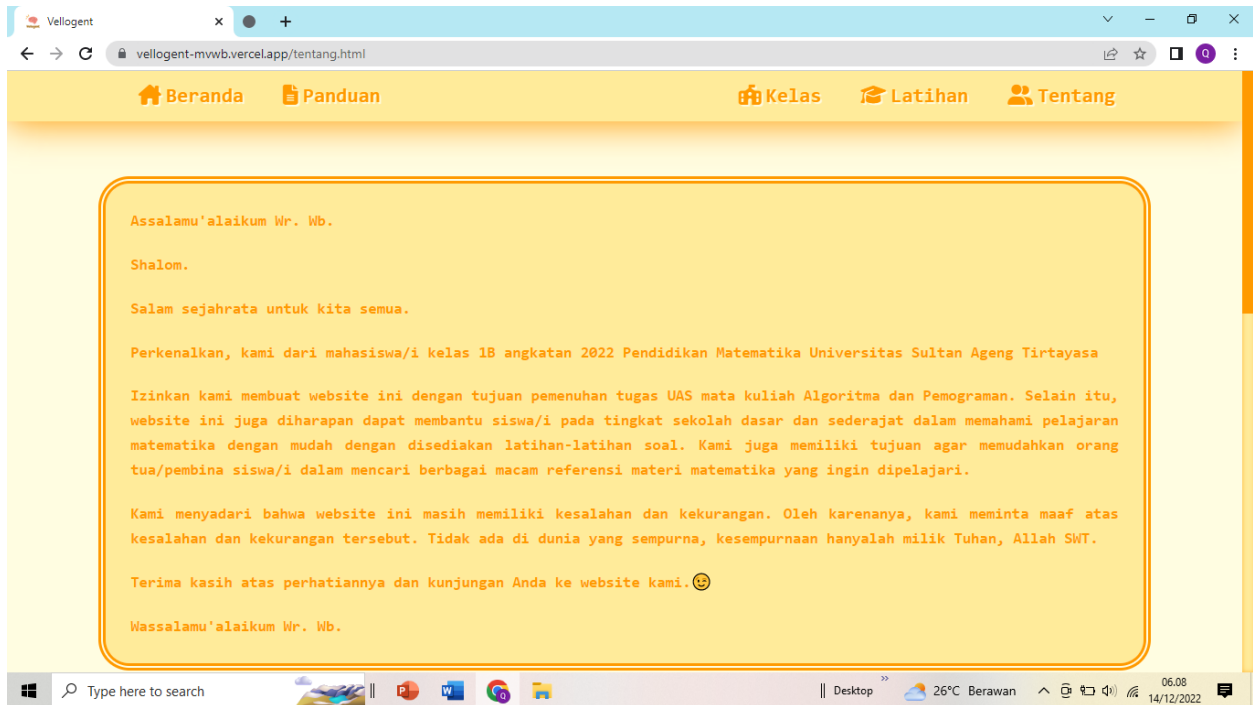 Vellogent
vellogent-mvwb.vercel.app/tentang.html
Q
Beranda Panduan Kelas Latihan Tentang
Assalamu'alaikum Wr. Wb.
Shalom.
Salam sejahrata untuk kita semua.
Perkenalkan, kami dari mahasiswa/i kelas 1B angkatan 2022 Pendidikan Matematika Universitas Sultan Ageng Tirtayasa
Izinkan kami membuat website ini dengan tujuan pemenuhan tugas UAS mata kuliah Algoritma dan Pemograman. Selain itu,
website ini juga diharapan dapat membantu siswa/i pada tingkat sekolah dasar dan sederajat dalam memahami pelajaran
matematika dengan mudah dengan disediakan latihan-latihan soal. Kami juga memiliki tujuan agar memudahkan orang
tua/pembina siswa/i dalam mencari berbagai macam referensi materi matematika yang ingin dipelajari.
Kami menyadari bahwa website ini masih memiliki kesalahan dan kekurangan. Oleh karenanya, kami meminta maaf atas
kesalahan dan kekurangan tersebut. Tidak ada di dunia yang sempurna, kesempurnaan hanyalah milik Tuhan, Allah SWT.
Terima kasih atas perhatiannya dan kunjungan Anda ke website kami.😉
Wassalamu'alaikum Wr. Wb.
Type here to search
Desktop
26°C Berawan
06.08
14/12/2022